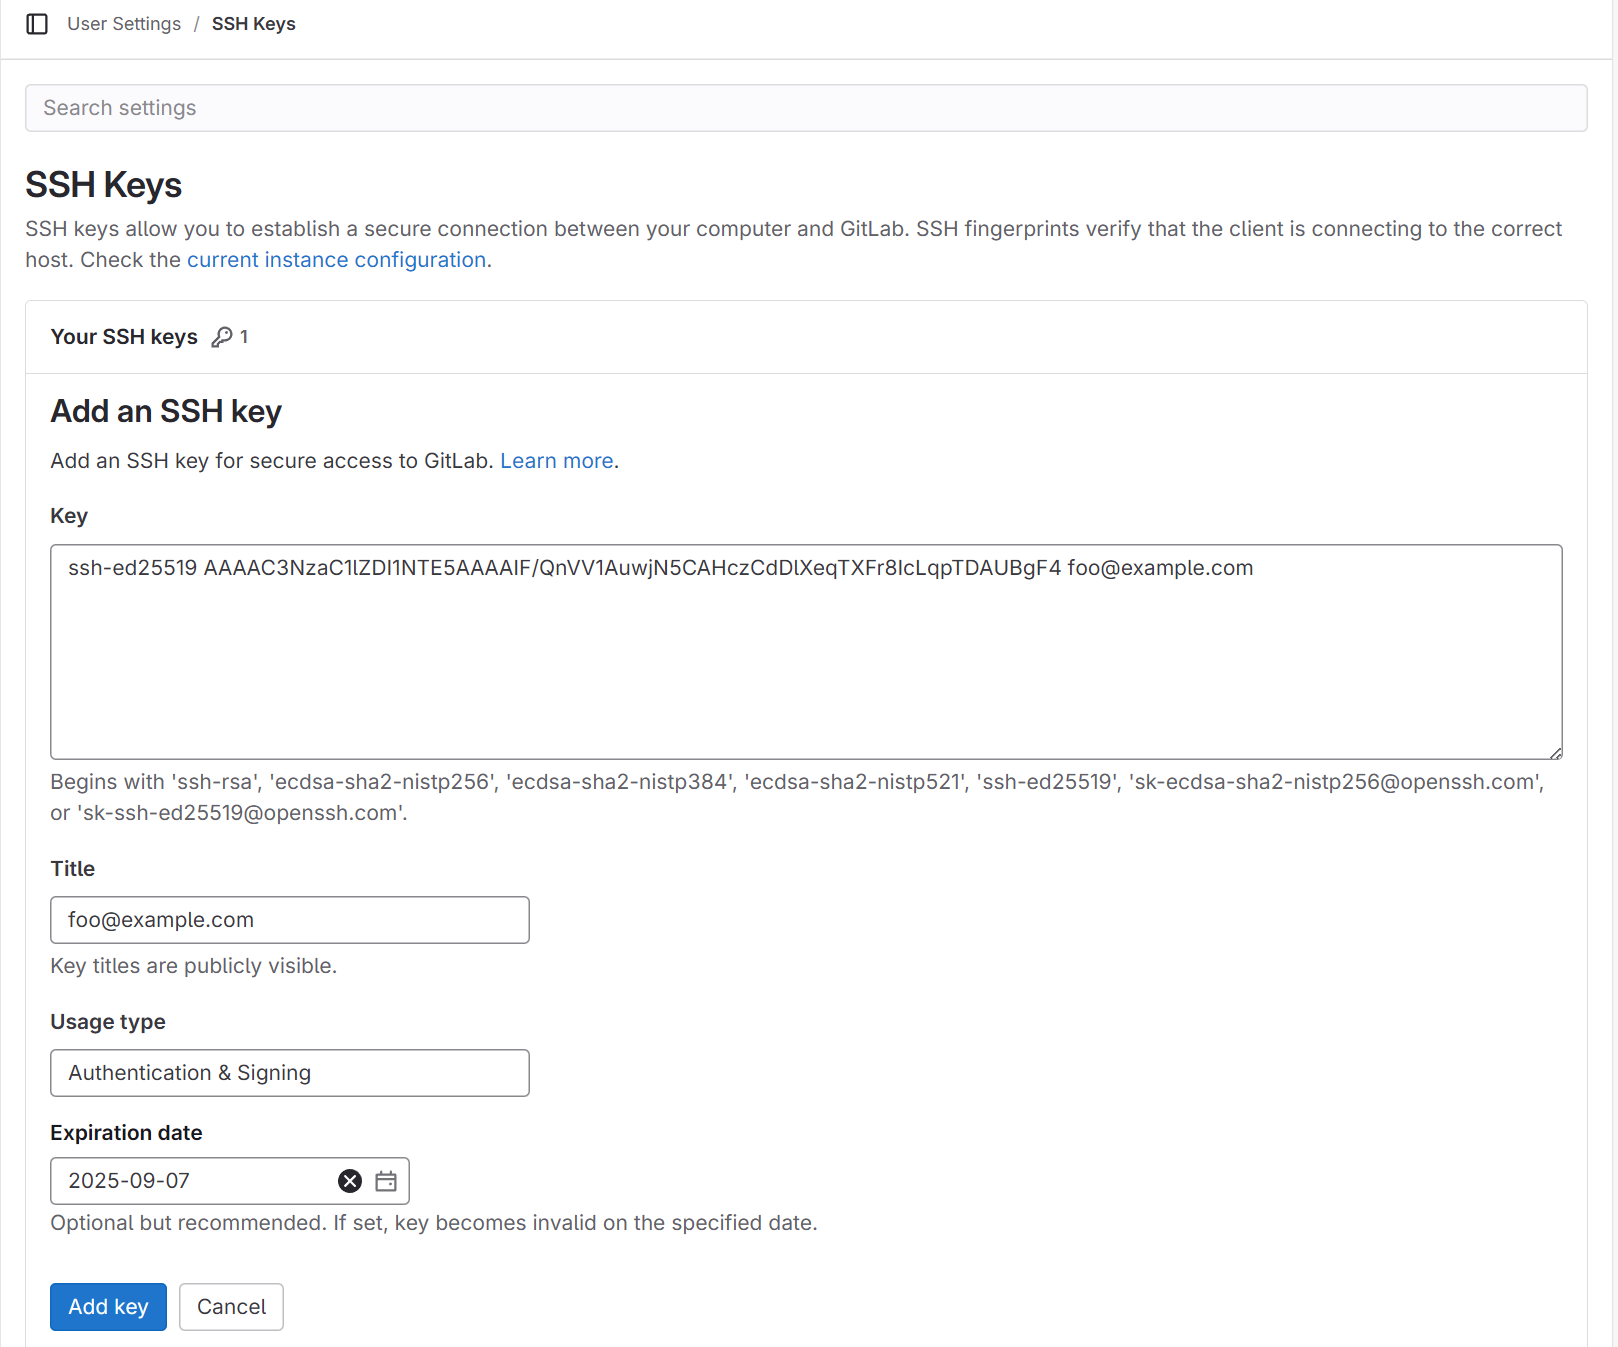 User Settings / SSH Keys
Search settings
SSH Keys
SSH keys allow you to establish a secure connection between your computer and GitLab. SSH fingerprints verify that the client is connecting to the correct
host. Check the current instance configuration.
Your SSH keys 1
Add an SSH key
Add an SSH key for secure access to GitLab. Learn more.
Key
ssh-ed25519 AAAAC3NzaC1lZDI1NTE5AAAAIF/QnVV1AuwjN5CAHczCdDlXeqTXFr8IcLqpTDAUBgF4 foo@example.com
Begins with 'ssh-rsa', 'ecdsa-sha2-nistp256', 'ecdsa-sha2-nistp384', 'ecdsa-sha2-nistp521', 'ssh-ed25519', 'sk-ecdsa-sha2-nistp256@openssh.com',
or 'sk-ssh-ed25519@openssh.com'.
Title
foo@example.com
Key titles are publicly visible.
Usage type
Authentication & Signing
Expiration date
2025-09-07
Optional but recommended. If set, key becomes invalid on the specified date.
Add key Cancel